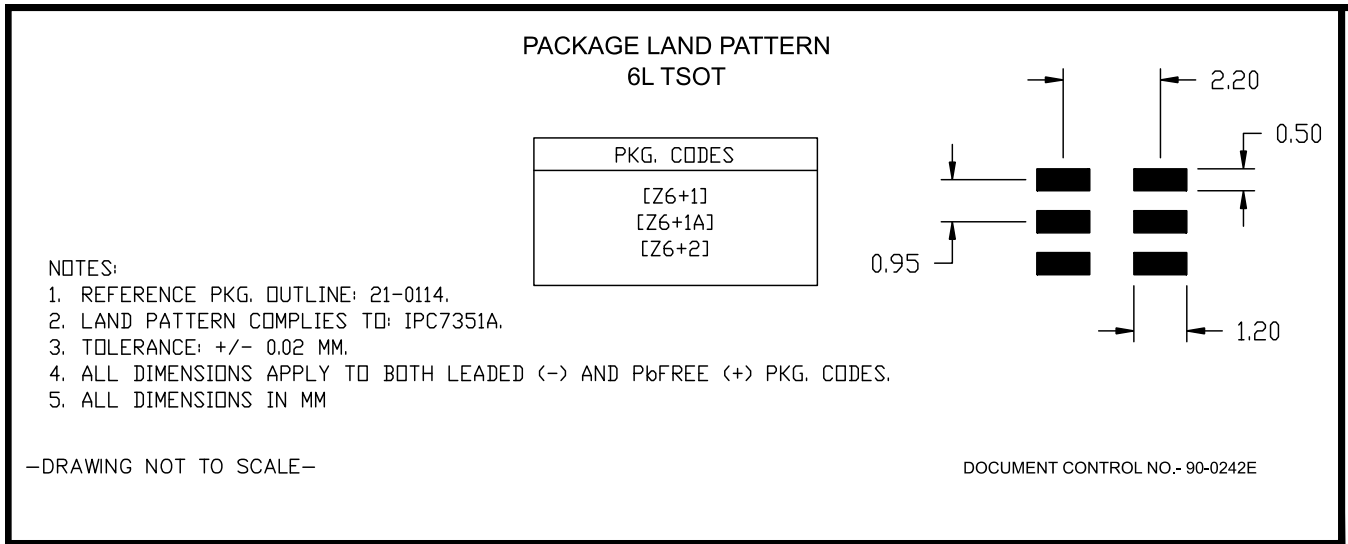 PACKAGE LAND PATTERN
6L TSOT
2.20
0.50
PKG. CODES
[Z6+1]
[Z6+1A]
[Z6+2]
0.95
1.20
NOTES:
1. REFERENCE PKG. OUTLINE: 21-0114.
2. LAND PATTERN COMPLIES TO: IPC7351A.
3. TOLERANCE: +/- 0.02 MM.
4. ALL DIMENSIONS APPLY TO BOTH LEADED (-) AND PbFREE (+) PKG. CODES.
5. ALL DIMENSIONS IN MM
-DRAWING NOT TO SCALE-
DOCUMENT CONTROL NO.- 90-0242E